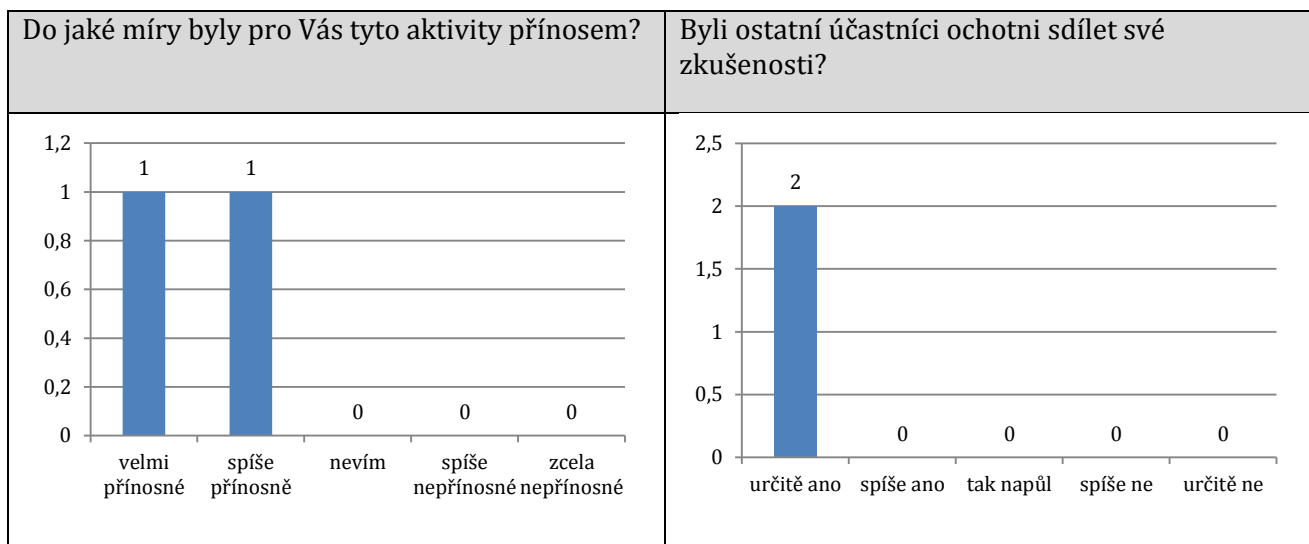 Do jaké míry byly pro Vás tyto aktivity přínosem?
Byli ostatní účastníci ochotni sdílet své
zkušenosti?
1,2
1
0,8
0,6
0,4
0,2
0
1
1
0
0
0
velmi
přínosné
spíše
přínosně
nevím
spíše
nepřínosné
zcela
nepřínosné
2,5
2
1,5
1
0,5
0
2
0
0
0
0
určitě ano
spíše ano
tak napůl
spíše ne
určitě ne